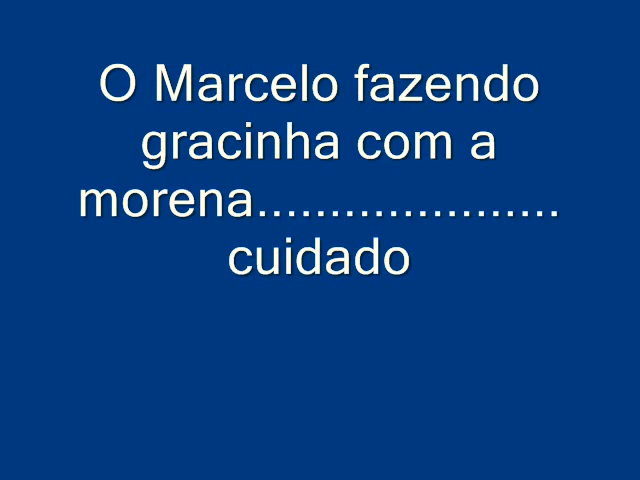 O Marcelo fazendo
gracinha com a
morena.....................
cuidado